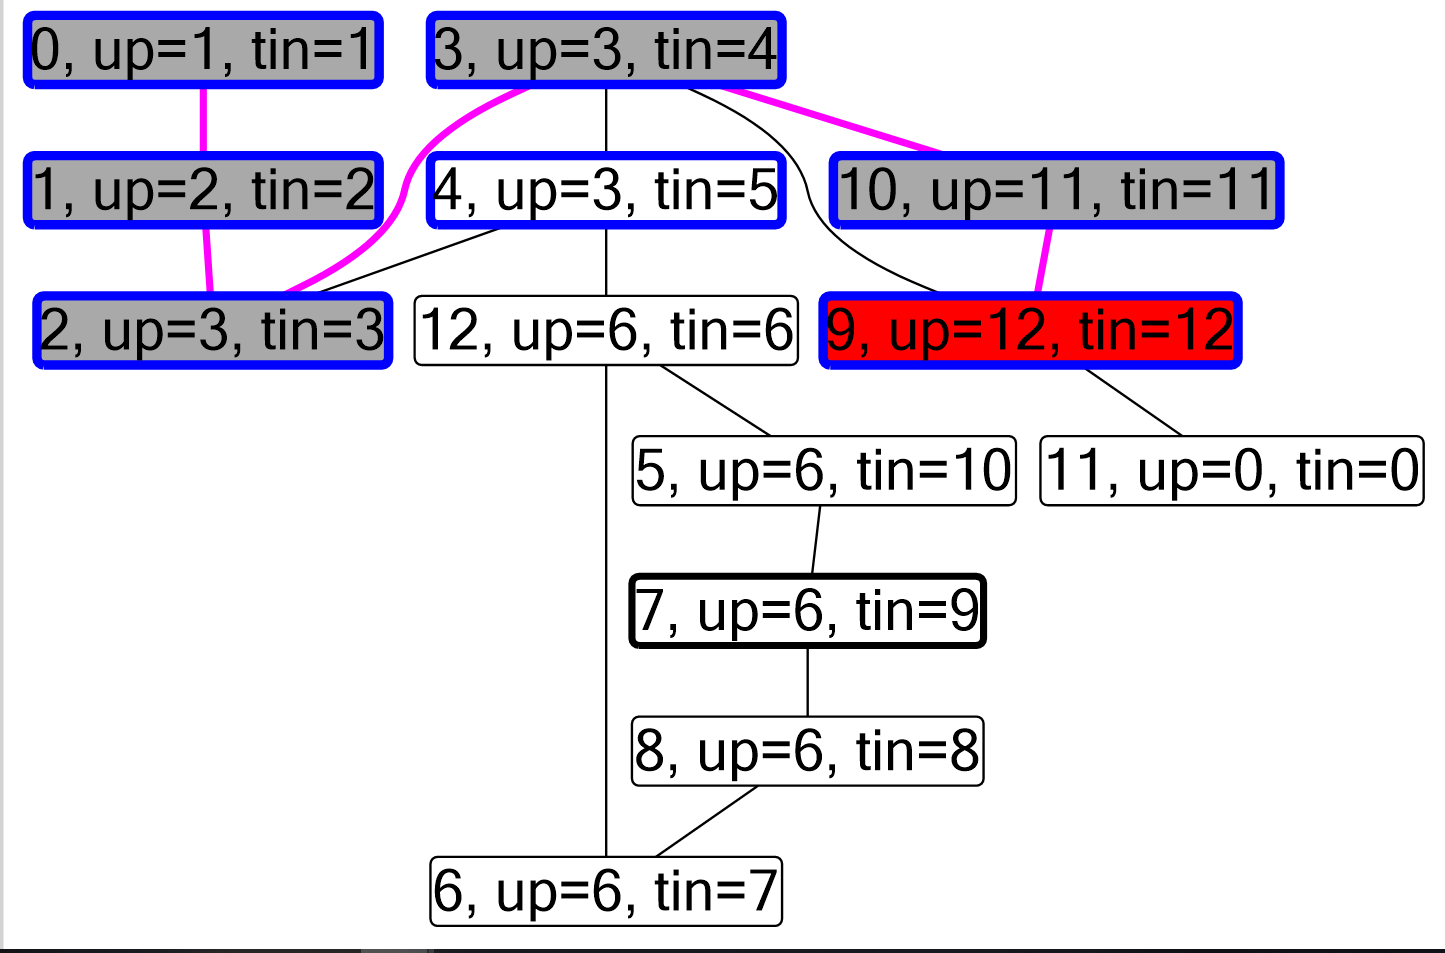 0, up=1, tin=1
3, up=3, tin=4
1, up=2, tin=2
4, up=3, tin=5
10, up=11, tin=11
2, up=3, tin=3
12, up=6, tin=6
9, up=12, tin=12
5, up=6, tin=10
11, up=0, tin=0
7, up=6, tin=9
8, up=6, tin=8
6, up=6, tin=7